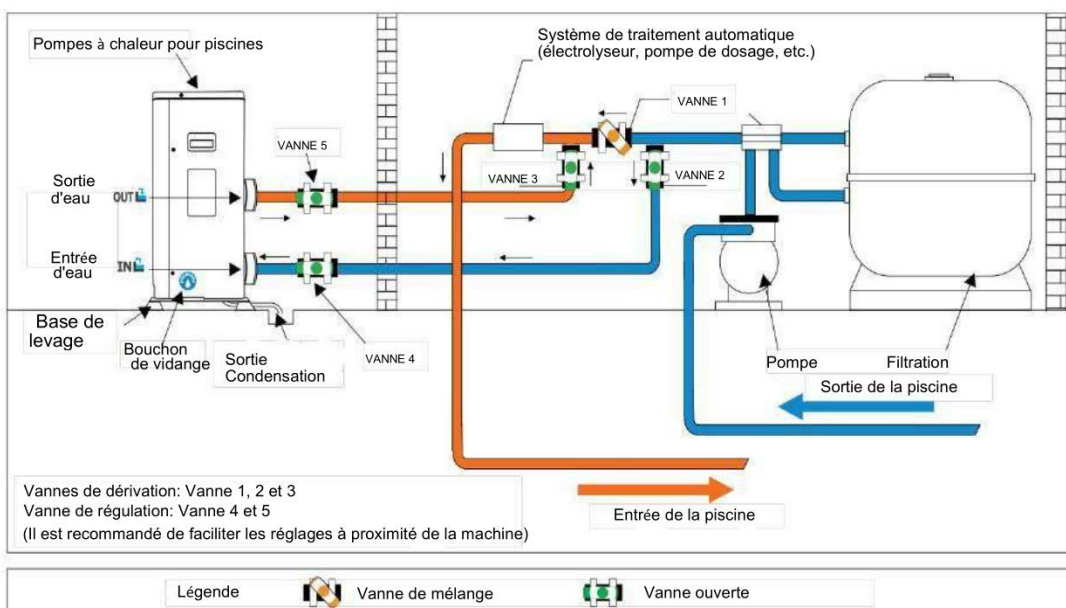 Pompes à chaleur pour piscines
Système de traitement automatique
(électrolyseur, pompe de dosage, etc.)
VANNE 1
VANNE 5
VANNE 3
VANNE 2
Sortie
d'eau
OUT
Entrée
d'eau
IN
Base de
levage
Bouchon
de vidange
Sortie
Condensation
VANNE 4
Pompe
Filtration
Sortie de la piscine
Vannes de dérivation: Vanne 1, 2 et 3
Vanne de régulation: Vanne 4 et 5
(Il est recommandé de faciliter les réglages à proximité de la machine)
Entrée de la piscine
Légende
Vanne de mélange
Vanne ouverte